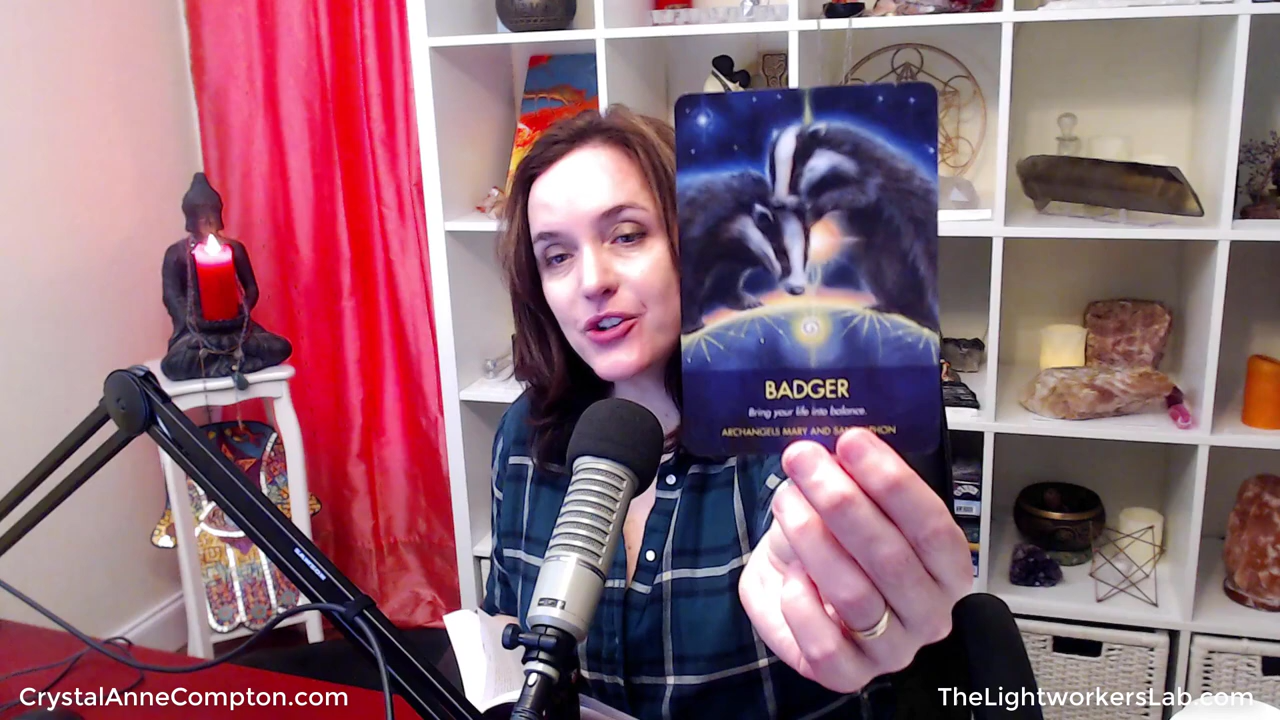 BADGER
Bring your life into balance.
ARCHANGELS MARY AND
CrystalAnneCompton.com
TheLightworkersLab.com